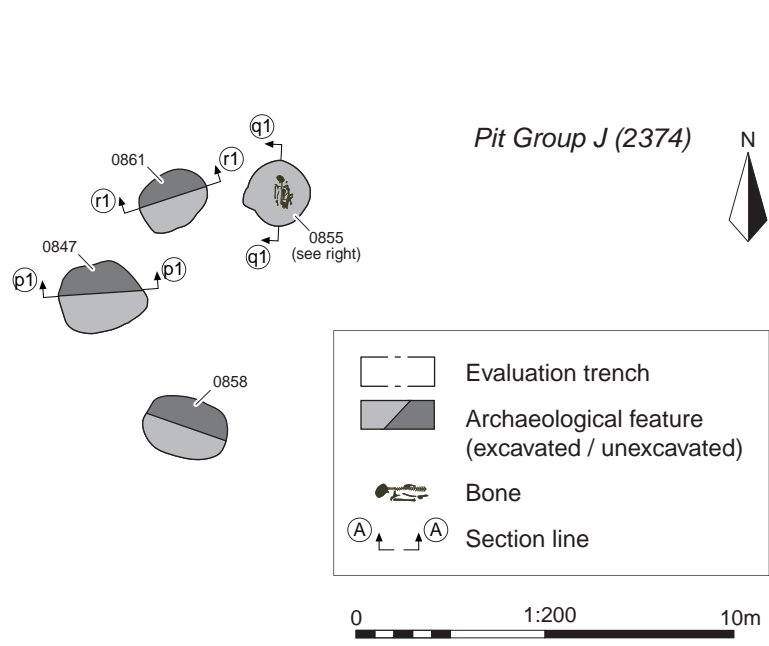 Pit Group J (2374)
N
q1
0861
r1
r1
0855
(see right)
q1
0847
p1
p1
0858
Evaluation trench
Archaeological feature
(excavated / unexcavated)
Bone
A A
Section line
0 1:200 10m